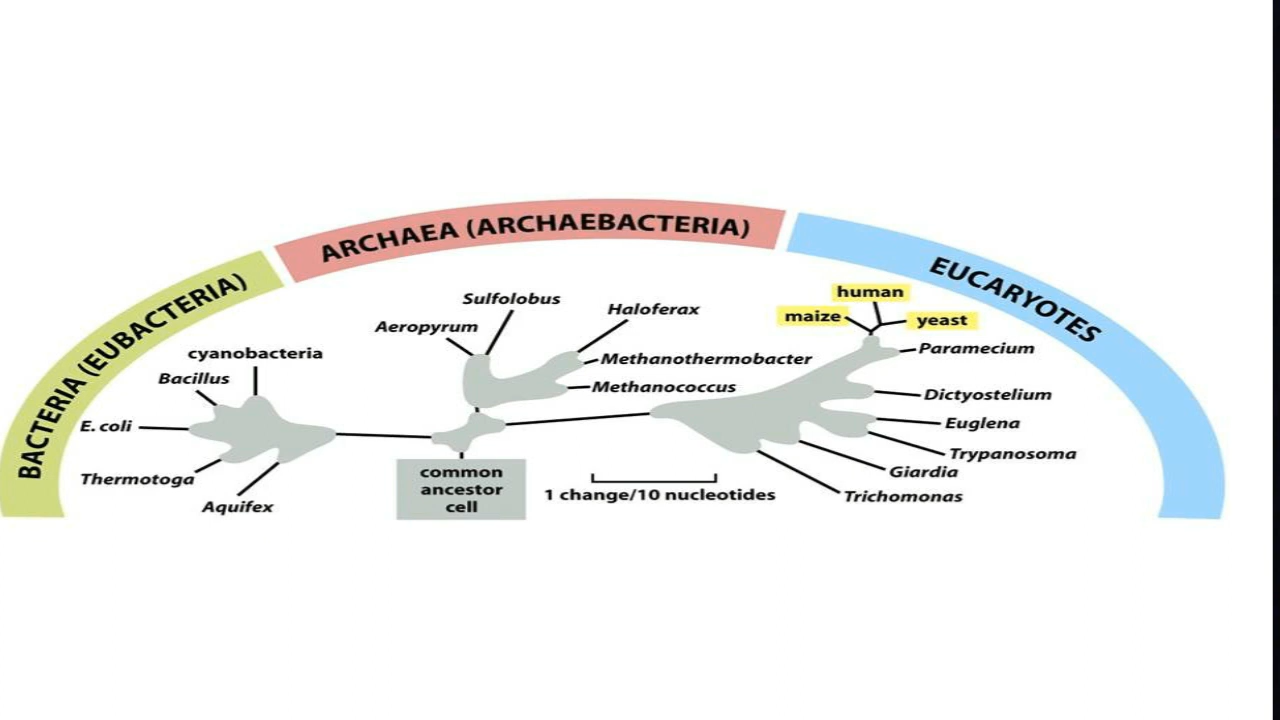 BACTERIA (EUBACTERIA)
ARCHAEA (ARCHAEBACTERIA)
EUCARYOTES
cyanobacteria
Bacillus
E. coli
Thermotoga
Aquifex
common
ancestor
cell
Aeropyrum
Sulfolobus
Haloferax
Methanothermobacter
Methanococcus
1 change/10 nucleotides
human
maize
yeast
Paramecium
Dictyostelium
Euglena
Trypanosoma
Giardia
Trichomonas